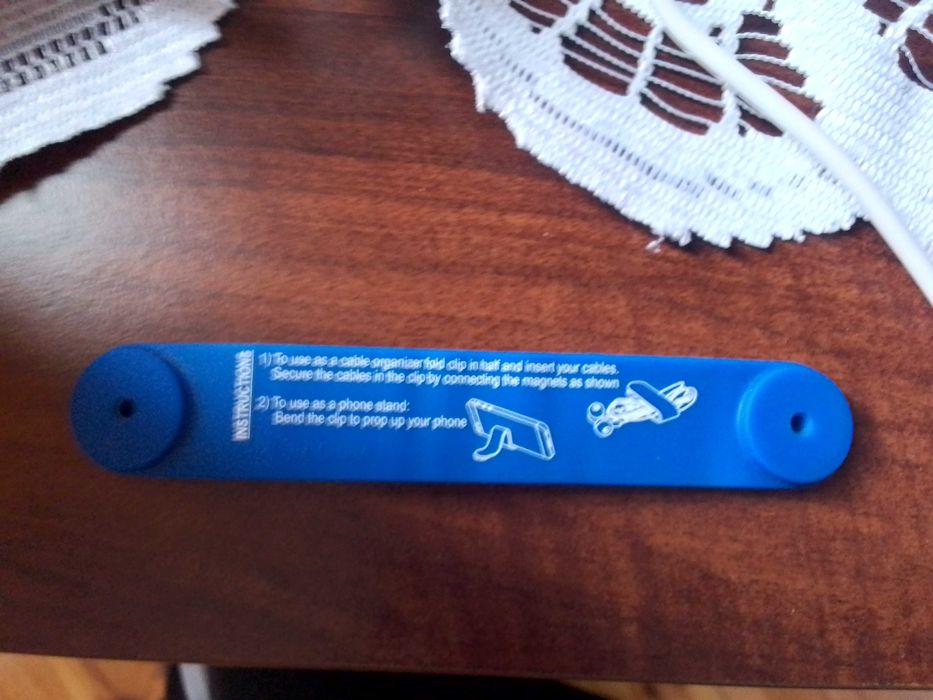 INSTRUCTIONS
1) To use as a cable organizer fold clip in half and insert your cables.
Secure the cables in the clip by connecting the magnets as shown
2) To use as a phone stand:
Bend the clip to prop up your phone